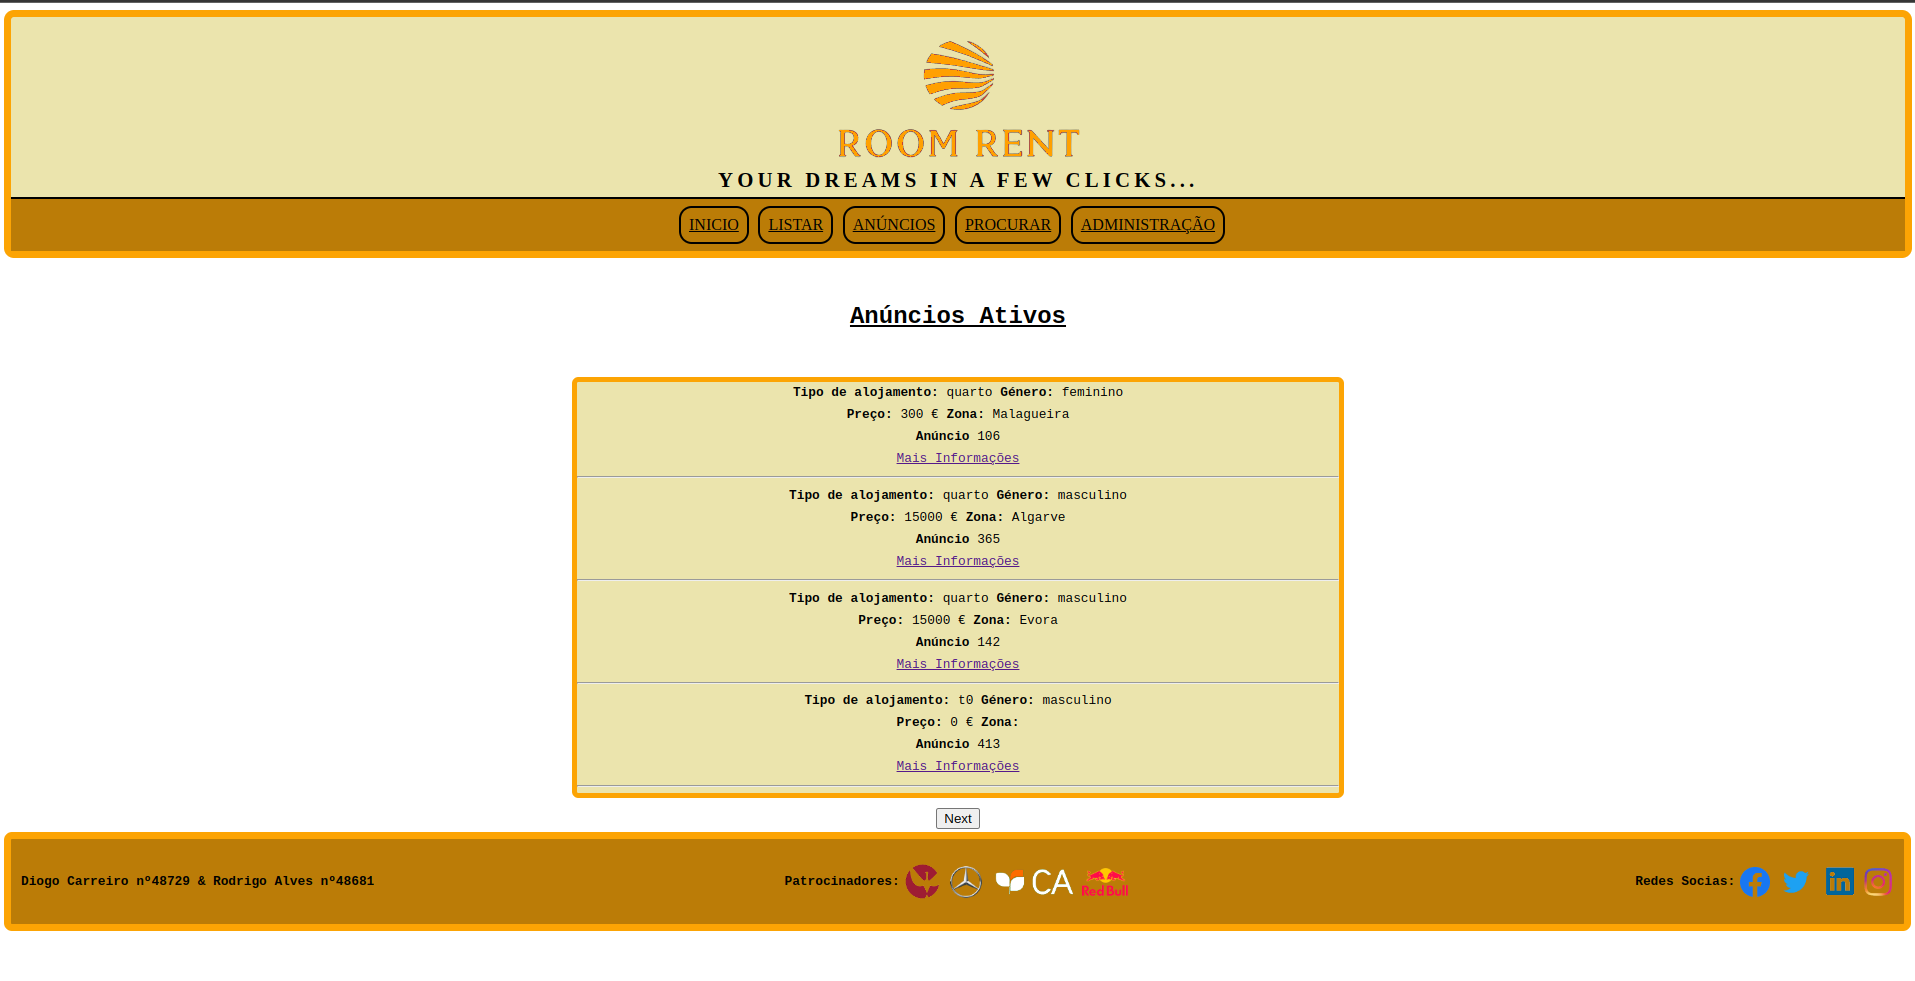 ROOM RENT
YOUR DREAMS IN A FEW CLICKS...
INICIO LISTAR ANÚNCIOS PROCURAR ADMINISTRAÇÃO
Anúncios Ativos
Tipo de alojamento: quarto Género: feminino
Preço: 300 € Zona: Malagueira
Anúncio 106
Mais Informações
Tipo de alojamento: quarto Género: masculino
Preço: 15000 € Zona: Algarve
Anúncio 365
Mais Informações
Tipo de alojamento: quarto Género: masculino
Preço: 15000 € Zona: Evora
Anúncio 142
Mais Informações
Tipo de alojamento: t0 Género: masculino
Preço: 0 € Zona:
Anúncio 413
Mais Informações
Next
Diogo Carreiro nº48729 & Rodrigo Alves nº48681 Patrocinadores: CA Red Bull Redes Socias: